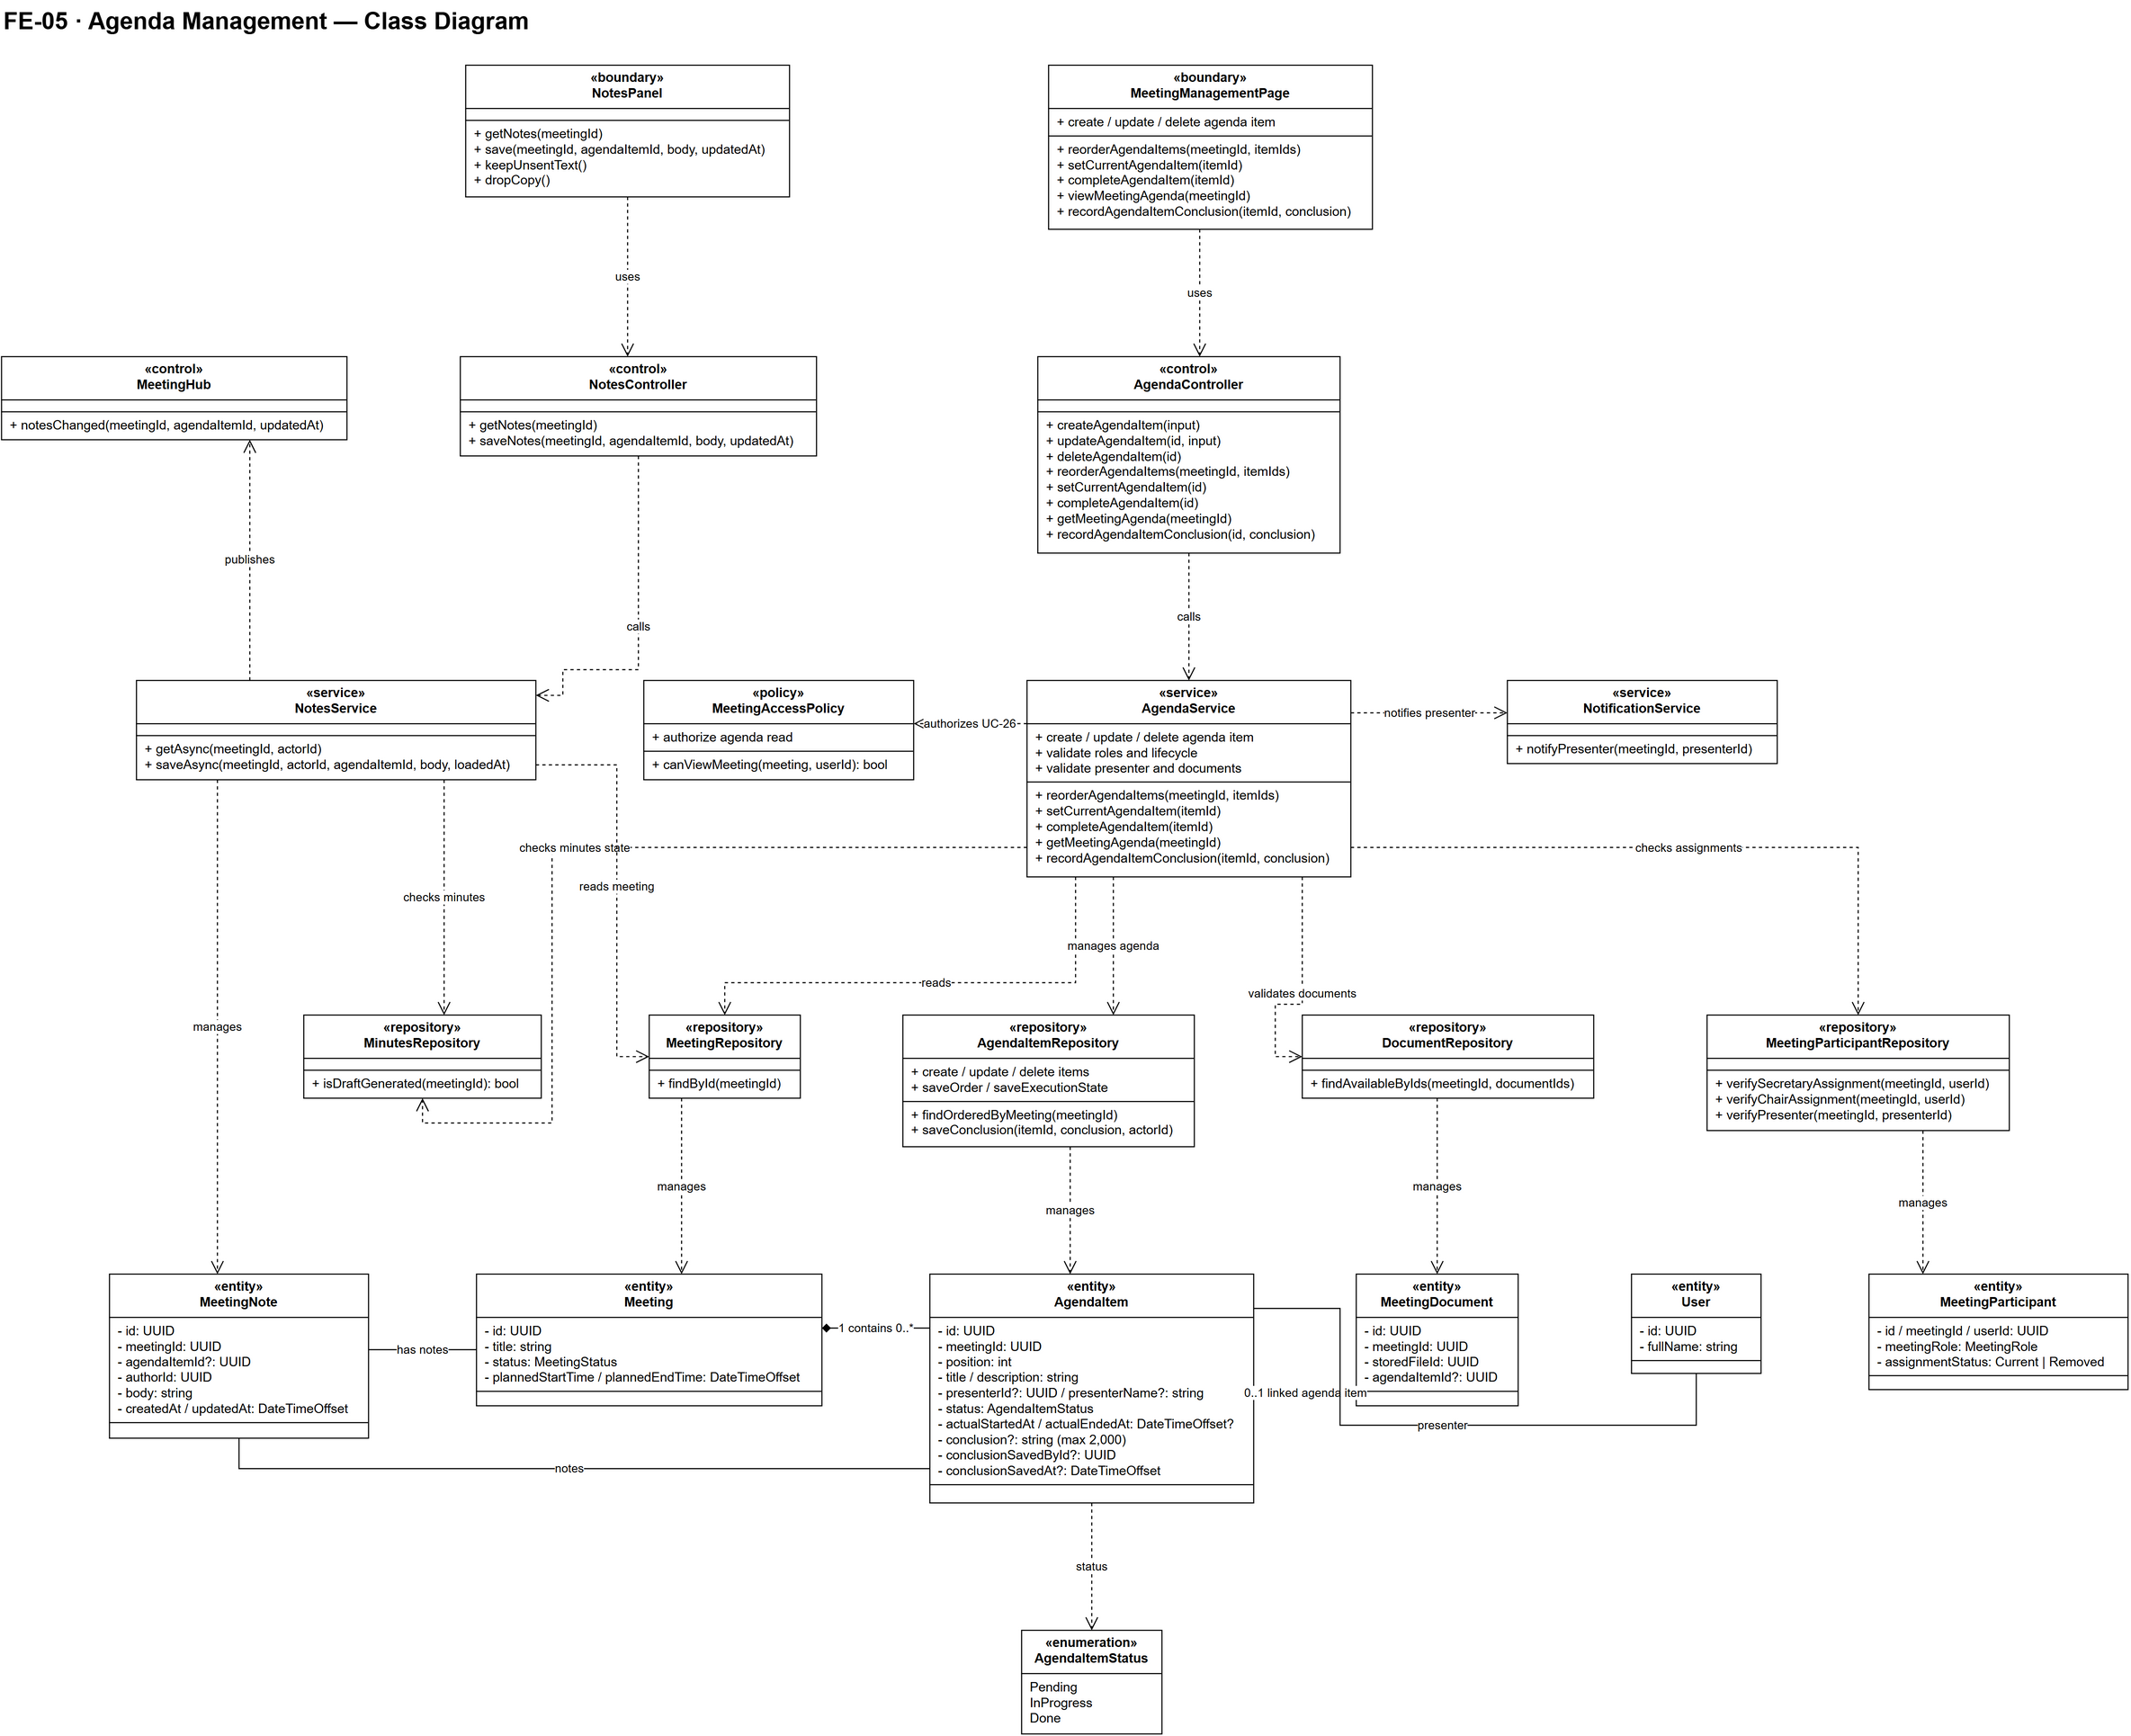 FE-05 · Agenda Management — Class Diagram
«boundary»
NotesPanel
+ getNotes(meetingId)
+ save(meetingId, agendaItemId, body, updatedAt)
+ keepUnsentText()
+ dropCopy()
«boundary»
MeetingManagementPage
+ create / update / delete agenda item
+ reorderAgendaItems(meetingId, itemIds)
+ setCurrentAgendaItem(itemId)
+ completeAgendaItem(itemId)
+ viewMeetingAgenda(meetingId)
+ recordAgendaItemConclusion(itemId, conclusion)
uses
uses
«control»
MeetingHub
+ notesChanged(meetingId, agendaItemId, updatedAt)
«control»
NotesController
+ getNotes(meetingId)
+ saveNotes(meetingId, agendaItemId, body, updatedAt)
«control»
AgendaController
+ createAgendaItem(input)
+ updateAgendaItem(id, input)
+ deleteAgendaItem(id)
+ reorderAgendaItems(meetingId, itemIds)
+ setCurrentAgendaItem(id)
+ completeAgendaItem(id)
+ getMeetingAgenda(meetingId)
+ recordAgendaItemConclusion(id, conclusion)
publishes
calls
calls
«service»
NotesService
+ getAsync(meetingId, actorId)
+ saveAsync(meetingId, actorId, agendaItemId, body, loadedAt)
«policy»
MeetingAccessPolicy
+ authorize agenda read
+ canViewMeeting(meeting, userId): bool
authorizes UC-26
«service»
AgendaService
+ create / update / delete agenda item
+ validate roles and lifecycle
+ validate presenter and documents
+ reorderAgendaItems(meetingId, itemIds)
+ setCurrentAgendaItem(itemId)
+ completeAgendaItem(itemId)
+ getMeetingAgenda(meetingId)
+ recordAgendaItemConclusion(itemId, conclusion)
notifies presenter
«service»
NotificationService
+ notifyPresenter(meetingId, presenterId)
checks minutes state
checks assignments
reads meeting
checks minutes
manages agenda
reads
validates documents
manages
«repository»
MinutesRepository
+ isDraftGenerated(meetingId): bool
«repository»
MeetingRepository
+ findById(meetingId)
«repository»
AgendaItemRepository
+ create / update / delete items
+ saveOrder / saveExecutionState
+ findOrderedByMeeting(meetingId)
+ saveConclusion(itemId, conclusion, actorId)
«repository»
DocumentRepository
+ findAvailableByIds(meetingId, documentIds)
«repository»
MeetingParticipantRepository
+ verifySecretaryAssignment(meetingId, userId)
+ verifyChairAssignment(meetingId, userId)
+ verifyPresenter(meetingId, presenterId)
manages
manages
manages
manages
«entity»
MeetingNote
- id: UUID
- meetingId: UUID
- agendaItemId?: UUID
- authorId: UUID
- body: string
- createdAt / updatedAt: DateTimeOffset
has notes
«entity»
Meeting
- id: UUID
- title: string
- status: MeetingStatus
- plannedStartTime / plannedEndTime: DateTimeOffset
1 contains 0..*
«entity»
AgendaItem
- id: UUID
- meetingId: UUID
- position: int
- title / description: string
- presenterId?: UUID / presenterName?: string
- status: AgendaItemStatus
- actualStartedAt / actualEndedAt: DateTimeOffset?
- conclusion?: string (max 2,000)
- conclusionSavedById?: UUID
- conclusionSavedAt?: DateTimeOffset
0..1 linked agenda item
«entity»
MeetingDocument
- id: UUID
- meetingId: UUID
- storedFileId: UUID
- agendaItemId?: UUID
«entity»
User
- id: UUID
- fullName: string
«entity»
MeetingParticipant
- id / meetingId / userId: UUID
- meetingRole: MeetingRole
- assignmentStatus: Current | Removed
presenter
notes
status
«enumeration»
AgendaItemStatus
Pending
InProgress
Done